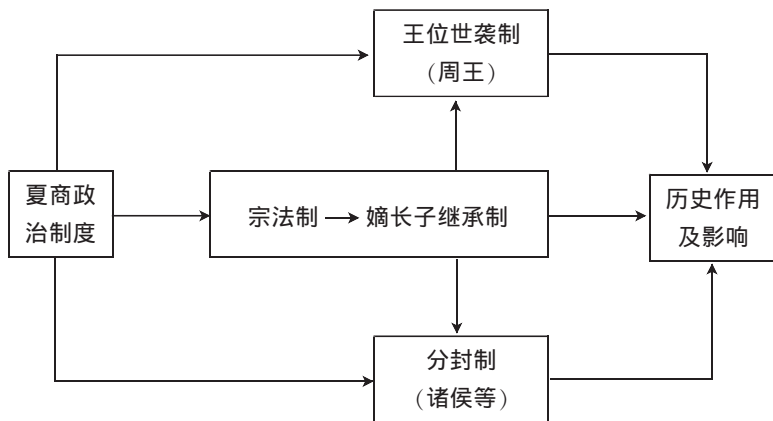 王位世袭制
(周王)
夏商政
治制度
宗法制→嫡长子继承制
历史作用
及影响
分封制
(诸侯等)